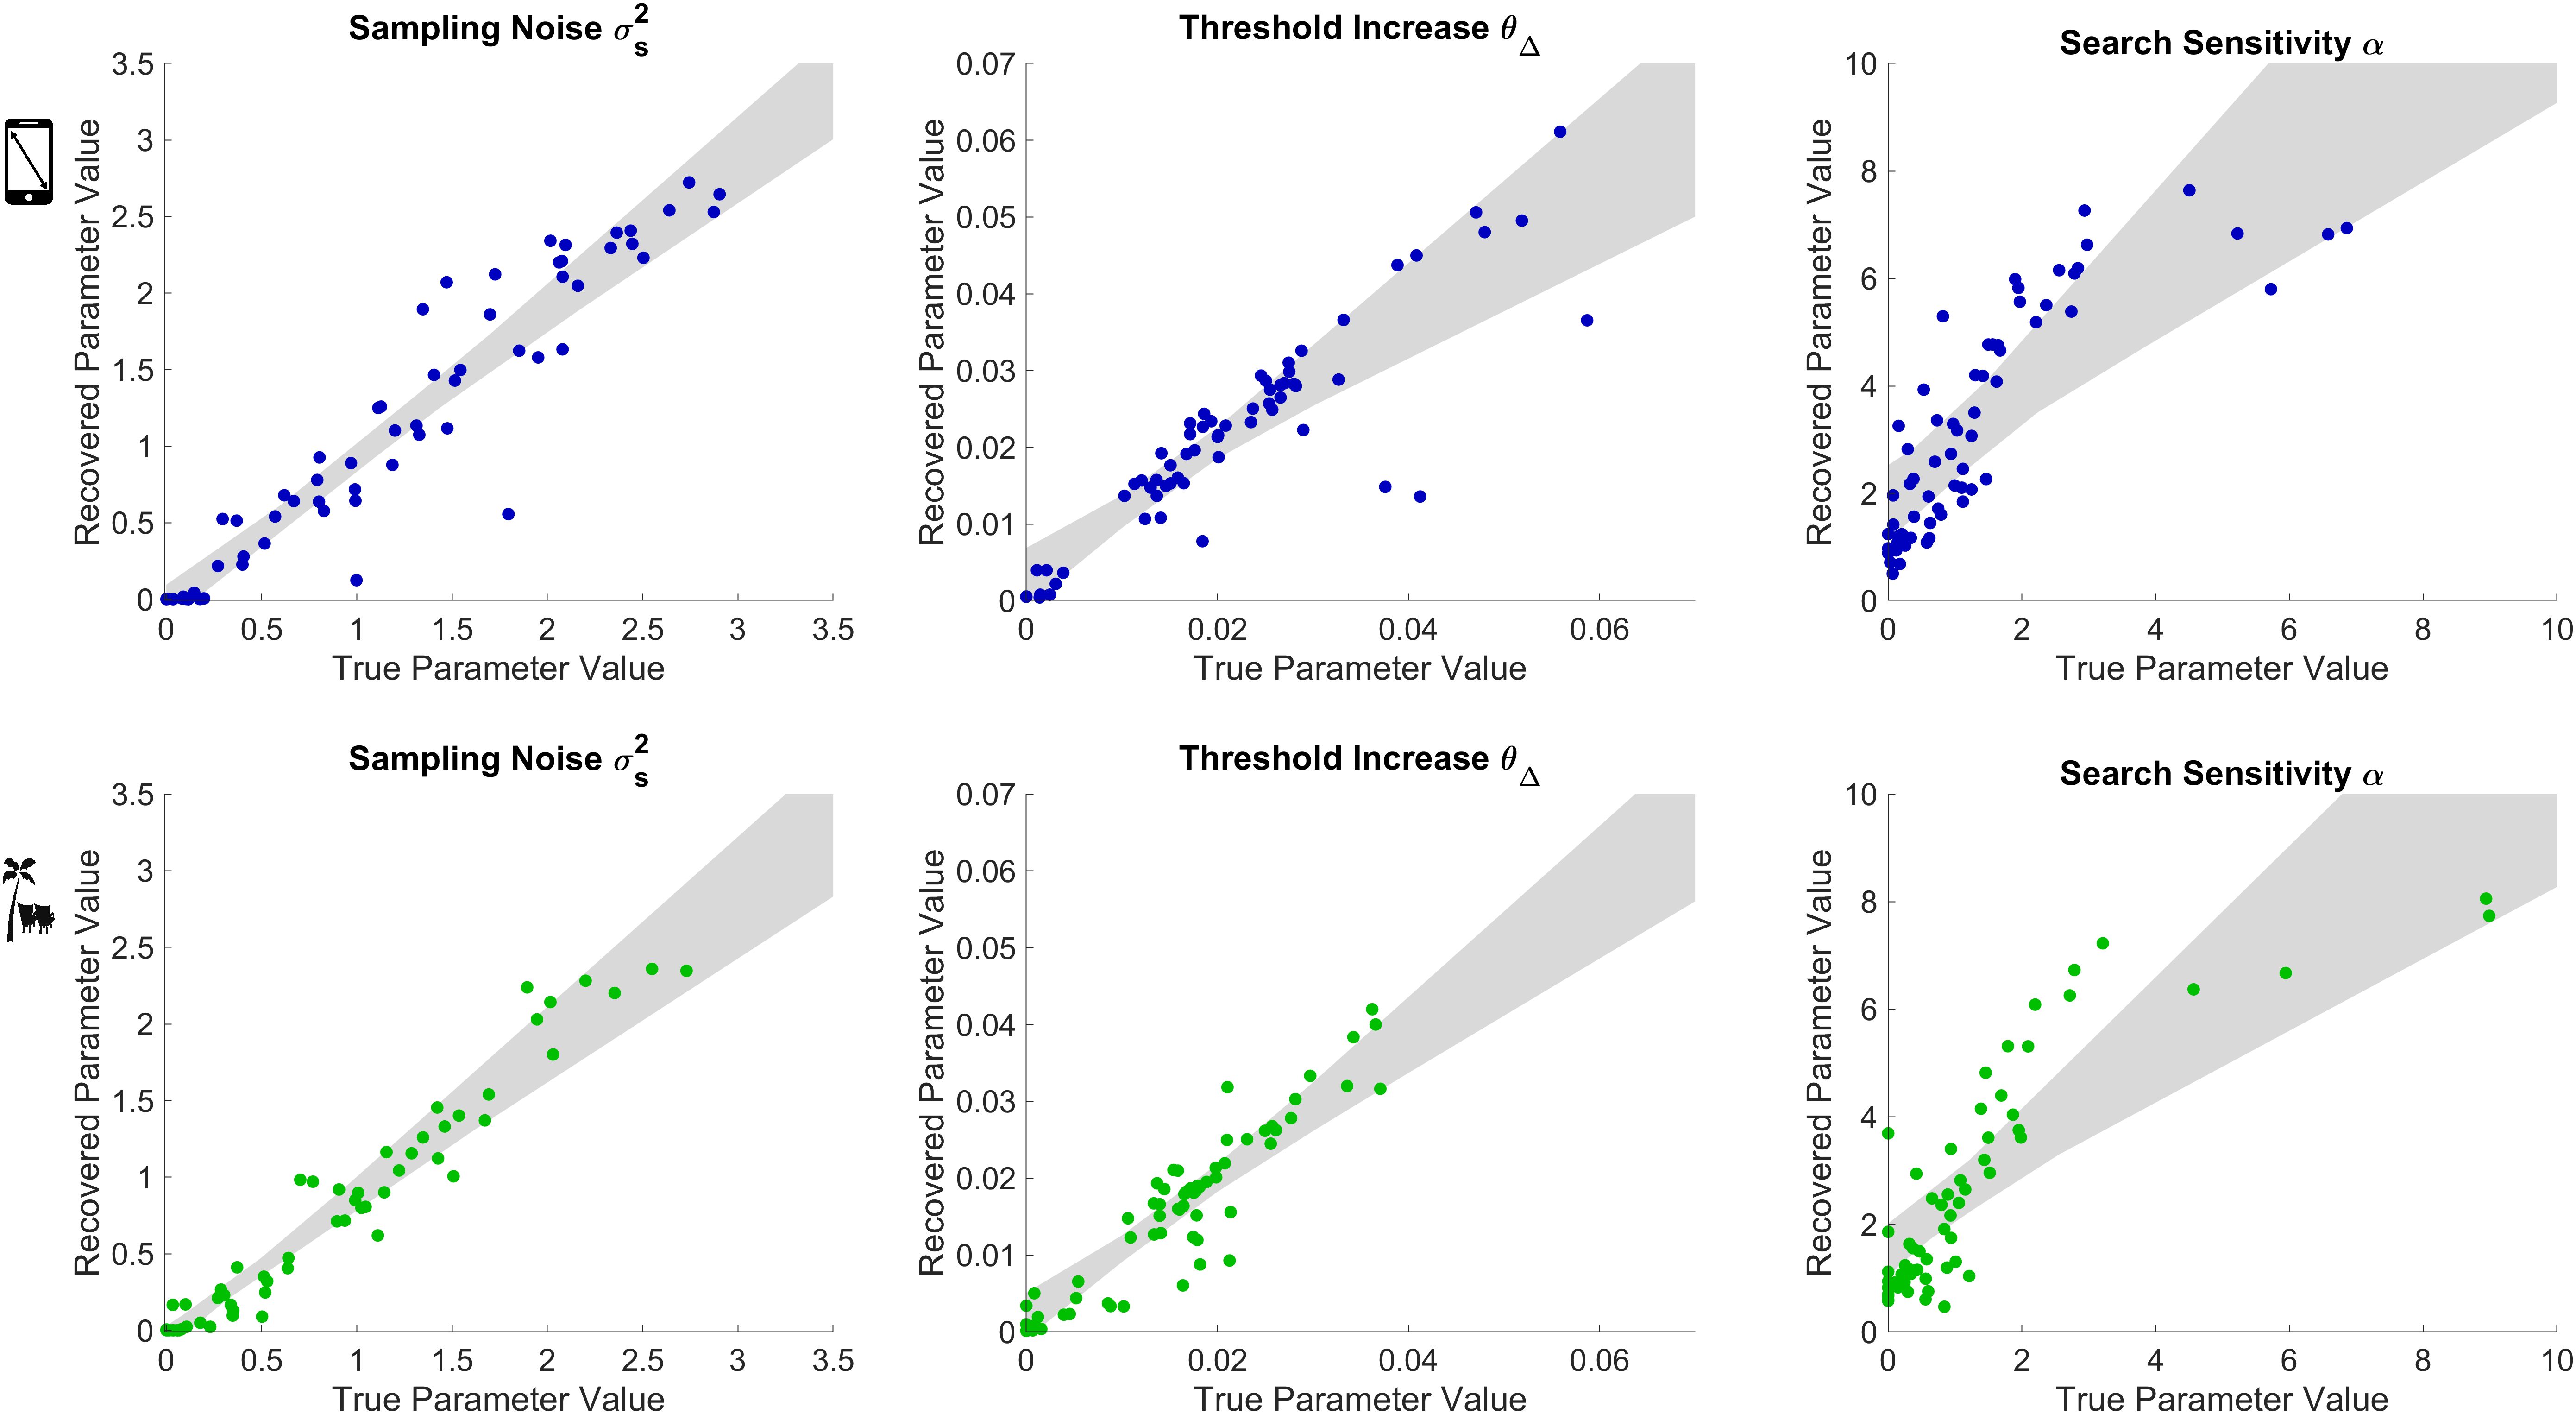 Sampling Noise σ_s^2
Threshold Increase θ_Δ
Search Sensitivity α
Recovered Parameter Value
3.5
3
2.5
2
1.5
1
0.5
0
0 0.5 1 1.5 2 2.5 3 3.5
True Parameter Value
Recovered Parameter Value
0.07
0.06
0.05
0.04
0.03
0.02
0.01
0
0 0.02 0.04 0.06
True Parameter Value
Recovered Parameter Value
10
8
6
4
2
0
0 2 4 6 8 10
True Parameter Value
Sampling Noise σ_s^2
Threshold Increase θ_Δ
Search Sensitivity α
Recovered Parameter Value
3.5
3
2.5
2
1.5
1
0.5
0
0 0.5 1 1.5 2 2.5 3 3.5
True Parameter Value
Recovered Parameter Value
0.07
0.06
0.05
0.04
0.03
0.02
0.01
0
0 0.02 0.04 0.06
True Parameter Value
Recovered Parameter Value
10
8
6
4
2
0
0 2 4 6 8 10
True Parameter Value